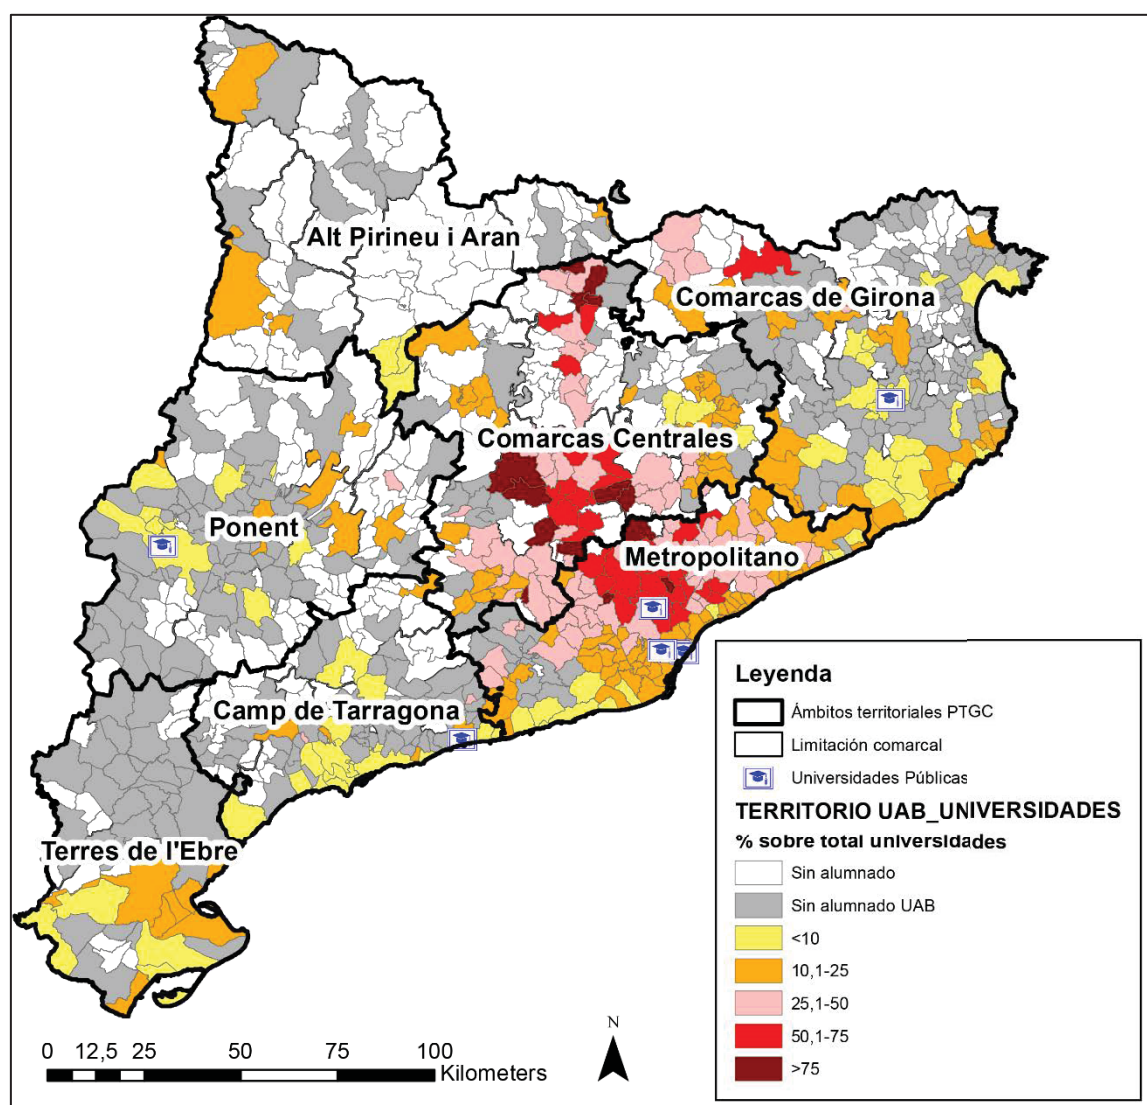 Alt Pirineu i Aran
Comarcas de Girona
Comarcas Centrales
Ponent
Metropolitano
Camp de Tarragona
Terres de l'Ebre
Leyenda
Ámbitos territoriales PTGC
Limitación comarcal
Universidades Públicas
TERRITORIO UAB_UNIVERSIDADES
% sobre total universidades
Sin alumnado
Sin alumnado UAB
<10
10,1-25
25,1-50
50,1-75
>75
N
0 12,5 25 50 75 100
Kilometers